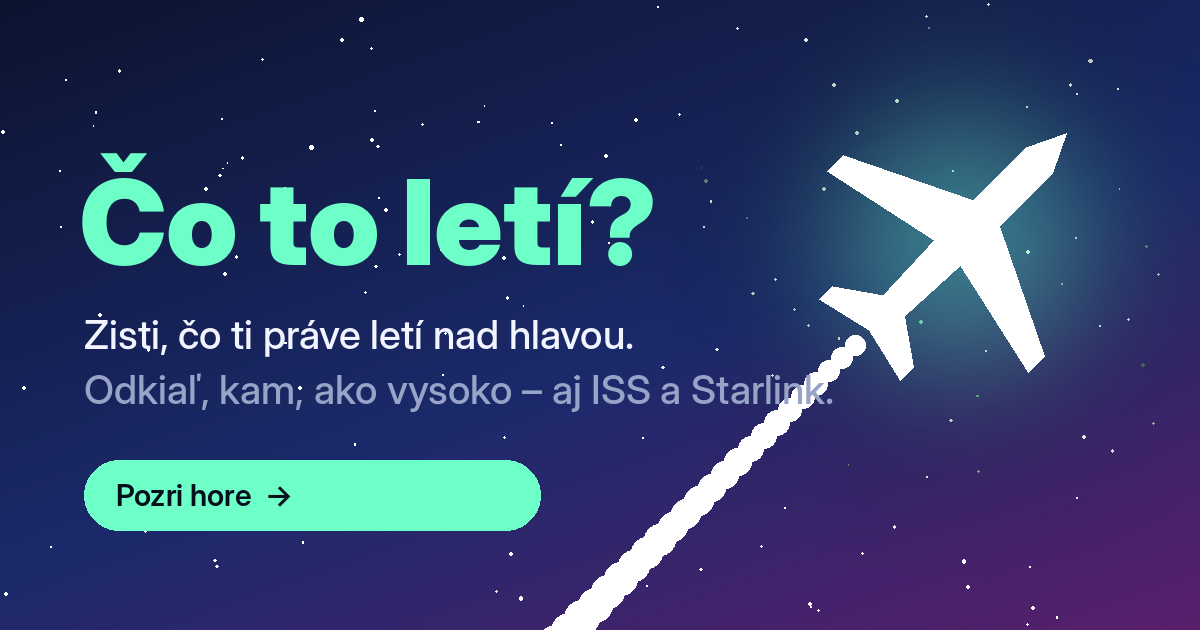 Čo to letí?
Zisti, čo ti práve letí nad hlavou.
Odkiaľ, kam, ako vysoko – aj ISS a Starlink.
Pozri hore →